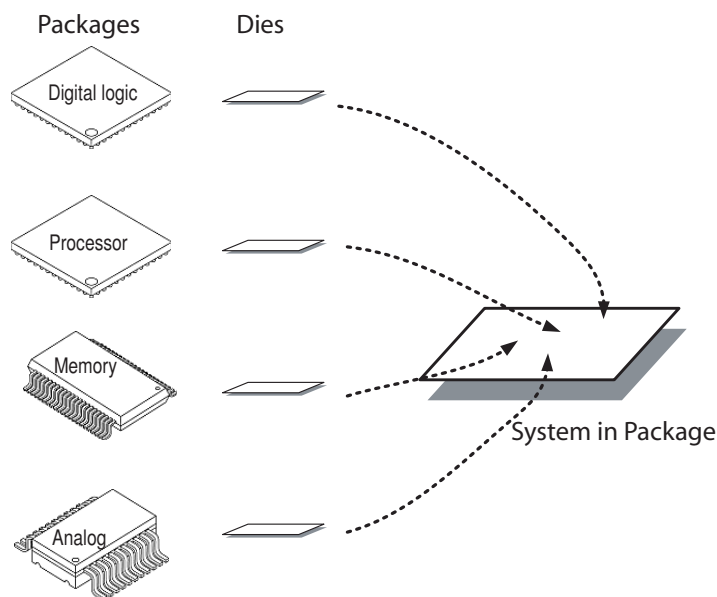 Packages
Dies
Digital logic
Processor
Memory
System in Package
Analog